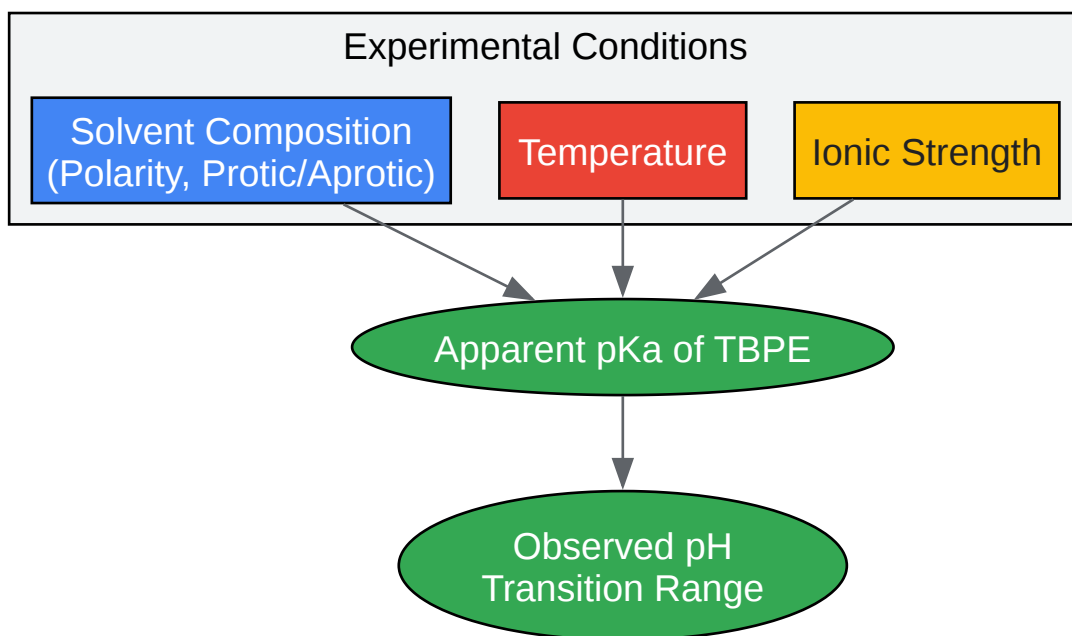 Experimental Conditions
Solvent Composition
(Polarity, Protic/Aprotic)
Temperature
Ionic Strength
Apparent pKa of TBPE
Observed pH
Transition Range